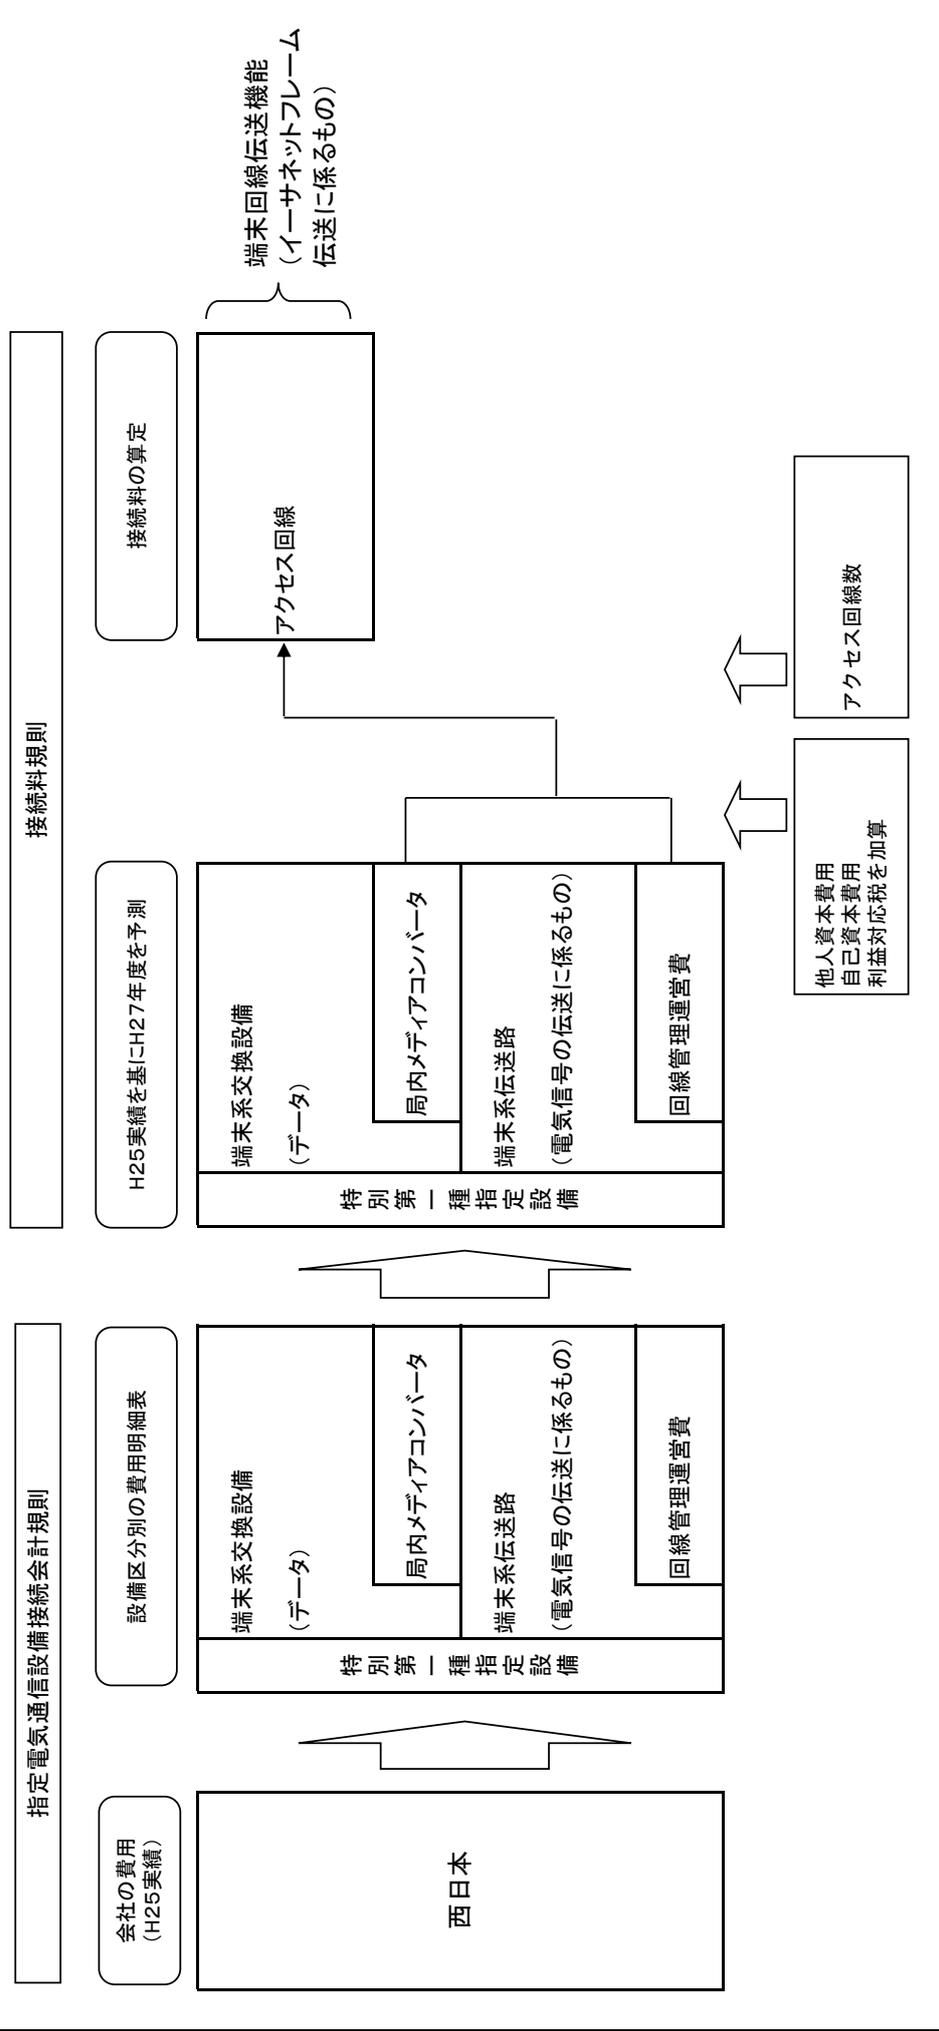 指定電気通信設備接続会計規則
接続料規則
会社の費用
(H25実績)
設備区分別の費用明細表
H25実績を基にH27年度を予測
接続料の算定
西日本
特別第一種指定設備
端末系交換設備
(データ)
局内メディアコンバータ
端末系伝送路
(電気信号の伝送に係るもの)
回線管理運営費
特別第一種指定設備
端末系交換設備
(データ)
局内メディアコンバータ
端末系伝送路
(電気信号の伝送に係るもの)
回線管理運営費
アクセス回線
端末回線伝送機能
(イーサネットフレーム
伝送に係るもの)
他人資本費用
自己資本費用
利益対応税を加算
アクセス回線数